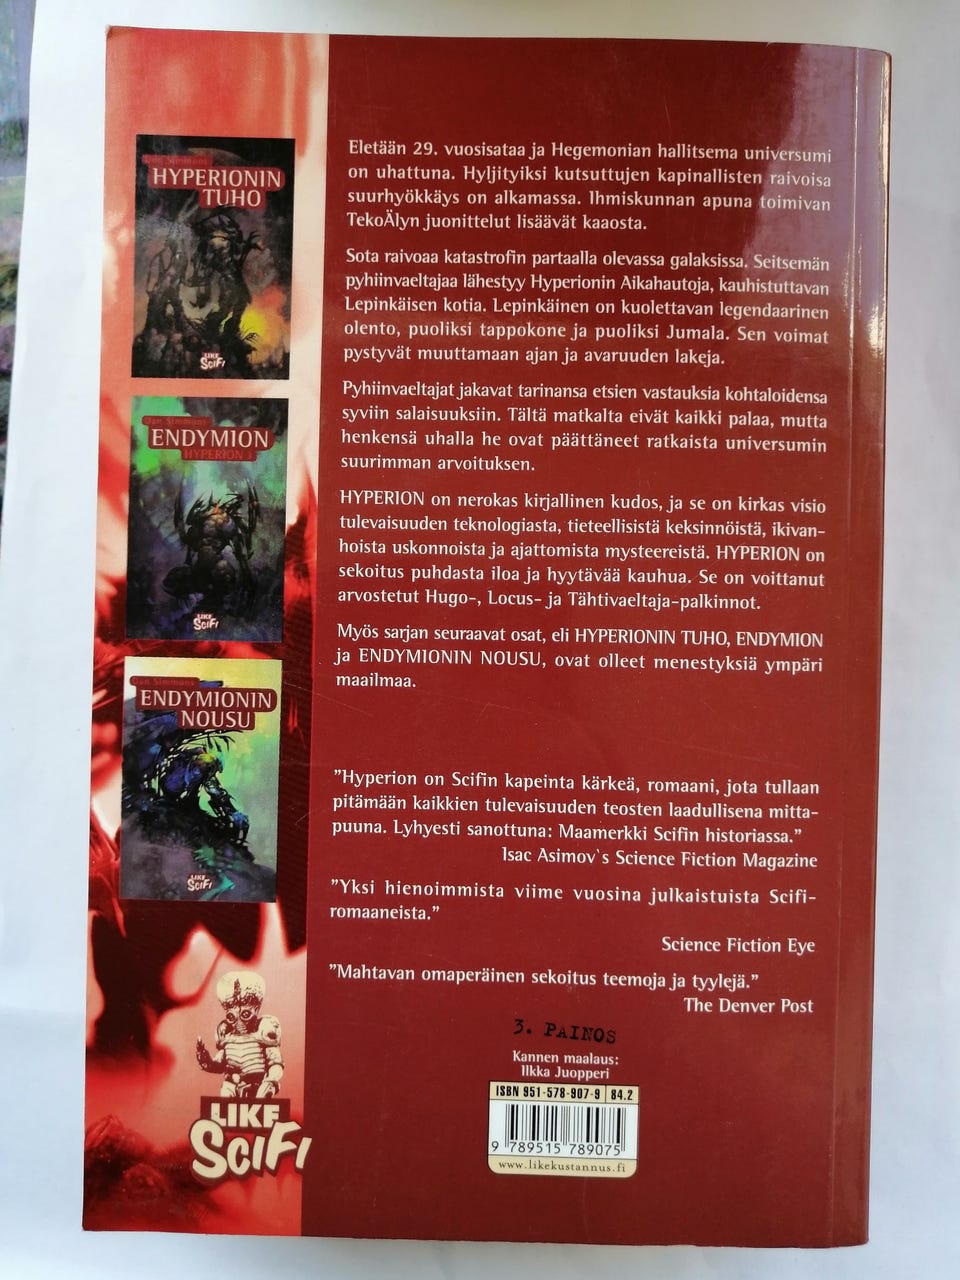 Dan Simmons
HYPERIONIN
TUHO
LIKE
SCIFI
Dan Simmons
ENDYMION
HYPERION 3
LIKE
SCIFI
Dan Simmons
ENDYMIONIN
NOUSU
LIKE
SCIFI
LIKE
SCIFI
Eletään 29. vuosisataa ja Hegemonian hallitsema universumi
on uhattuna. Hyljityiksi kutsuttujen kapinallisten raivoisa
suurhyökkäys on alkamassa. Ihmiskunnan apuna toimivan
TekoÄlyn juonittelut lisäävät kaaosta.
Sota raivoaa katastrofin partaalla olevassa galaksissa. Seitsemän
pyhiinvaeltajaa lähestyy Hyperionin Aikahautoja, kauhistuttavan
Lepinkäisen kotia. Lepinkäinen on kuolettavan legendaarinen
olento, puoliksi tappokone ja puoliksi Jumala. Sen voimat
pystyvät muuttamaan ajan ja avaruuden lakeja.
Pyhiinvaeltajat jakavat tarinansa etsien vastauksia kohtaloidensa
syviin salaisuuksiin. Tältä matkalta eivät kaikki palaa, mutta
henkensä uhalla he ovat päättäneet ratkaista universumin
suurimman arvoituksen.
HYPERION on nerokas kirjallinen kudos, ja se on kirkas visio
tulevaisuuden teknologiasta, tieteellisistä keksinnöistä, ikivan-
hoista uskonnoista ja ajattomista mysteereistä. HYPERION on
sekoitus puhdasta iloa ja hyytävää kauhua. Se on voittanut
arvostetut Hugo-, Locus- ja Tähtivaeltaja-palkinnot.
Myös sarjan seuraavat osat, eli HYPERIONIN TUHO, ENDYMION
ja ENDYMIONIN NOUSU, ovat olleet menestyksiä ympäri
maailmaa.
"Hyperion on Scifin kapeinta kärkeä, romaani, jota tullaan
pitämään kaikkien tulevaisuuden teosten laadullisena mitta-
puuna. Lyhyesti sanottuna: Maamerkki Scifin historiassa."
Isac Asimov`s Science Fiction Magazine
"Yksi hienoimmista viime vuosina julkaistuista Scifi-
romaaneista."
Science Fiction Eye
"Mahtavan omaperäinen sekoitus teemoja ja tyylejä."
The Denver Post
3. PAINOS
Kannen maalaus:
Ilkka Juopperi
ISBN 951-578-907-9 84.2
9 789515 789075
www.likekustannus.fi